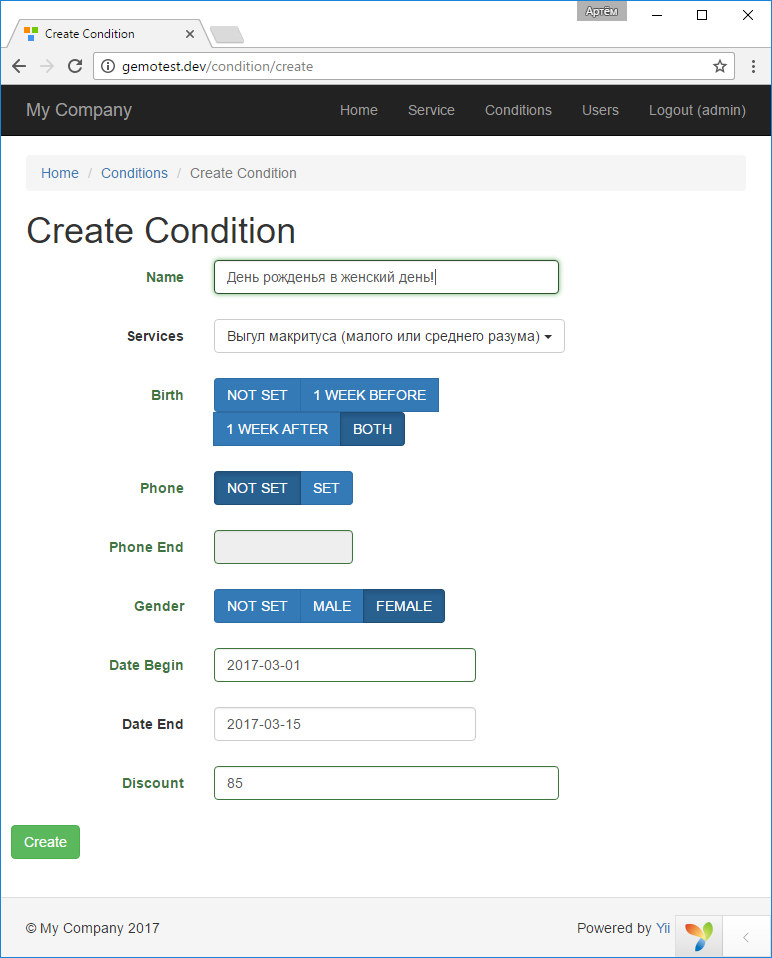 Артём
Create Condition
gemotest.dev/condition/create
My Company Home Service Conditions Users Logout (admin)
Home / Conditions / Create Condition
Create Condition
Name День рожденья в женский день!
Services Выгул макритуса (малого или среднего разума)
Birth NOT SET 1 WEEK BEFORE
1 WEEK AFTER BOTH
Phone NOT SET SET
Phone End
Gender NOT SET MALE FEMALE
Date Begin 2017-03-01
Date End 2017-03-15
Discount 85
Create
© My Company 2017 Powered by Yii